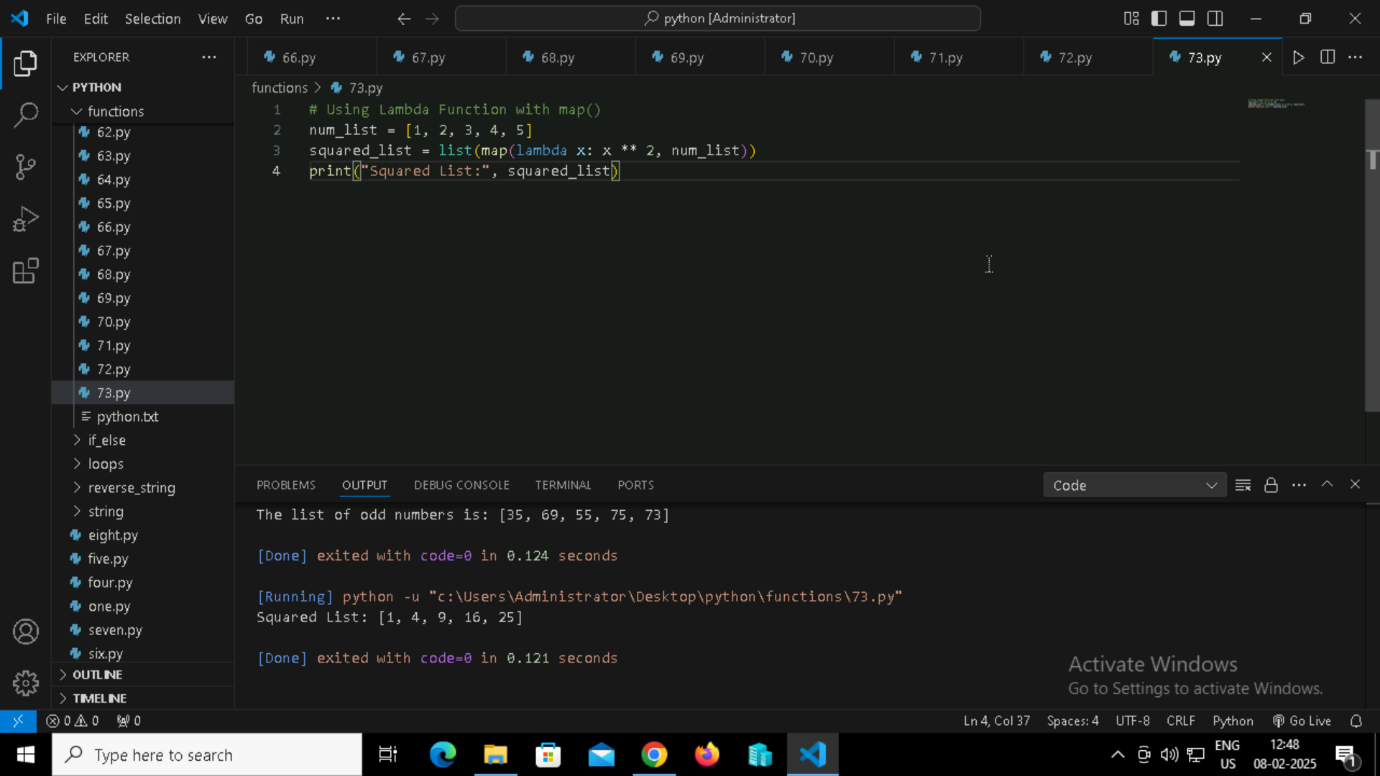 File Edit Selection View Go Run ··· python [Administrator]
EXPLORER ···
66.py 67.py 68.py 69.py 70.py 71.py 72.py 73.py ···
PYTHON
functions
62.py
63.py
64.py
65.py
66.py
67.py
68.py
69.py
70.py
71.py
72.py
73.py
python.txt
if_else
loops
reverse_string
string
eight.py
five.py
four.py
one.py
seven.py
six.py
OUTLINE
TIMELINE
functions > 73.py
1 # Using Lambda Function with map()
2 num_list = [1, 2, 3, 4, 5]
3 squared_list = list(map(lambda x: x ** 2, num_list))
4 print("Squared List:", squared_list)
PROBLEMS OUTPUT DEBUG CONSOLE TERMINAL PORTS Code ···
The list of odd numbers is: [35, 69, 55, 75, 73]
[Done] exited with code=0 in 0.124 seconds
[Running] python -u "c:\Users\Administrator\Desktop\python\functions\73.py"
Squared List: [1, 4, 9, 16, 25]
[Done] exited with code=0 in 0.121 seconds
Activate Windows
Go to Settings to activate Windows.
0 0 0 Ln 4, Col 37 Spaces: 4 UTF-8 CRLF Python Go Live
Type here to search
ENG
US
12:48
08-02-2025
1